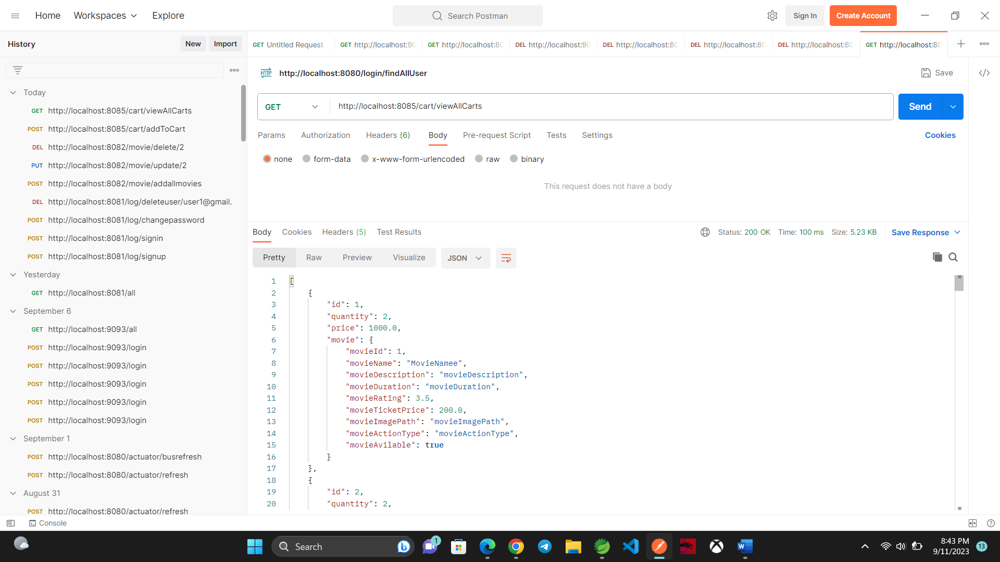 Home Workspaces Explore Search Postman Sign In Create Account
History New Import
GET Untitled Request GET http://localhost:90 GET http://localhost:80 DEL http://localhost:90 DEL http://localhost:80 DEL http://localhost:80 DEL http://localhost:80 GET http://localhost:80
HTTP http://localhost:8080/login/findAllUser Save
Today
GET http://localhost:8085/cart/viewAllCarts
POST http://localhost:8085/cart/addToCart
DEL http://localhost:8082/movie/delete/2
PUT http://localhost:8082/movie/update/2
POST http://localhost:8082/movie/addallmovies
DEL http://localhost:8081/log/deleteuser/user1@gmail.
POST http://localhost:8081/log/changepassword
POST http://localhost:8081/log/signin
POST http://localhost:8081/log/signup
Yesterday
GET http://localhost:8081/all
September 6
GET http://localhost:9093/all
POST http://localhost:9093/login
POST http://localhost:9093/login
POST http://localhost:9093/login
POST http://localhost:9093/login
POST http://localhost:9093/login
September 1
POST http://localhost:8080/actuator/busrefresh
POST http://localhost:8080/actuator/refresh
August 31
POST http://localhost:8080/actuator/refresh
GET http://localhost:8085/cart/viewAllCarts Send
Params Authorization Headers (6) Body Pre-request Script Tests Settings Cookies
none form-data x-www-form-urlencoded raw binary
This request does not have a body
Body Cookies Headers (5) Test Results Status: 200 OK Time: 100 ms Size: 5.23 KB Save Response
Pretty Raw Preview Visualize JSON
1 [
2 {
3 "id": 1,
4 "quantity": 2,
5 "price": 1000.0,
6 "movie": {
7 "movieId": 1,
8 "movieName": "MovieNamee",
9 "movieDescription": "movieDescription",
10 "movieDuration": "movieDuration",
11 "movieRating": 3.5,
12 "movieTicketPrice": 200.0,
13 "movieImagePath": "movieImagePath",
14 "movieActionType": "movieActionType",
15 "movieAvilable": true
16 }
17 },
18 {
19 "id": 2,
20 "quantity": 2,
Console
Search 1 W 8:43 PM
9/11/2023 13